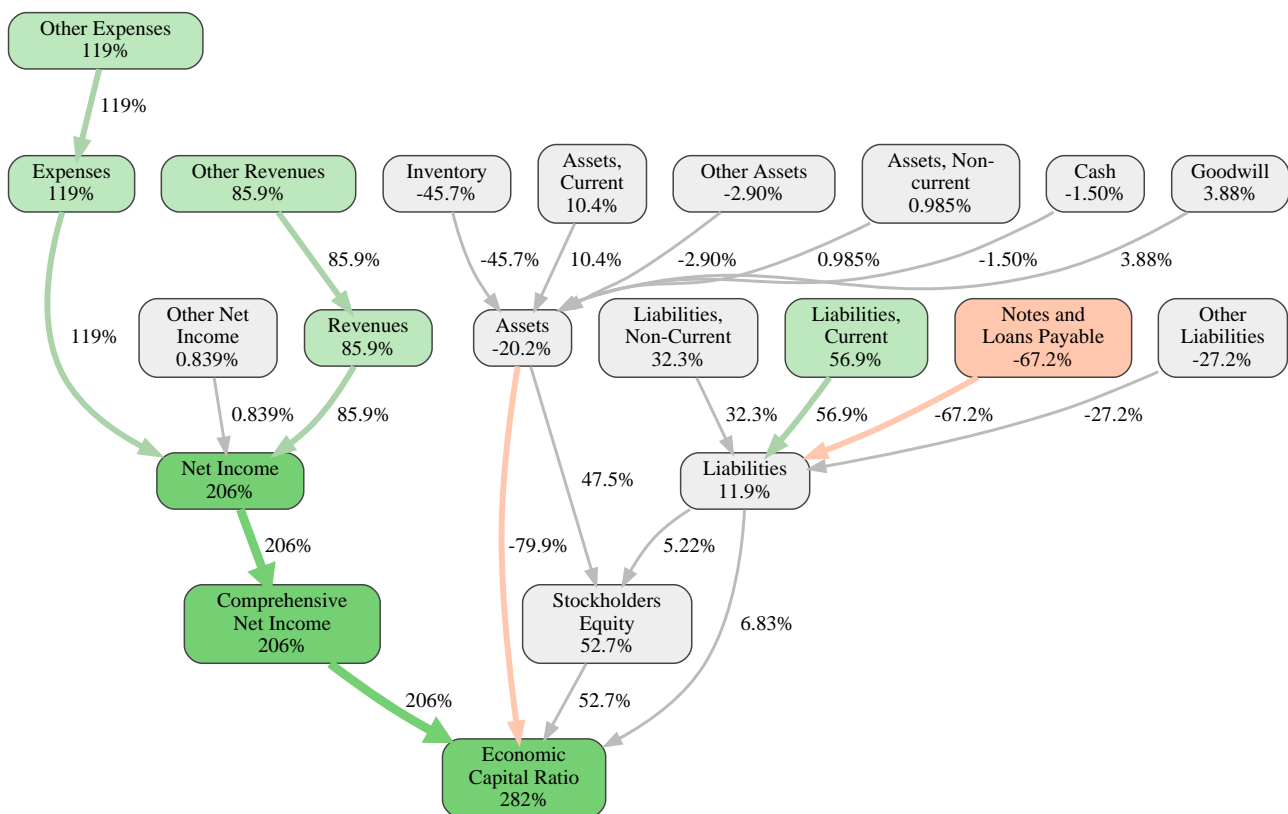 Other Expenses
119%
119%
Expenses
119%
Other Revenues
85.9%
Inventory
-45.7%
Assets,
Current
10.4%
Other Assets
-2.90%
Assets, Non-
current
0.985%
Cash
-1.50%
Goodwill
3.88%
85.9%
-45.7%
10.4%
-2.90%
0.985%
-1.50%
3.88%
119%
Other Net
Income
0.839%
Revenues
85.9%
Assets
-20.2%
Liabilities,
Non-Current
32.3%
Liabilities,
Current
56.9%
Notes and
Loans Payable
-67.2%
Other
Liabilities
-27.2%
0.839%
85.9%
32.3%
56.9%
-67.2%
-27.2%
Net Income
206%
47.5%
Liabilities
11.9%
206%
-79.9%
5.22%
Comprehensive
Net Income
206%
Stockholders
Equity
52.7%
6.83%
206%
52.7%
Economic
Capital Ratio
282%